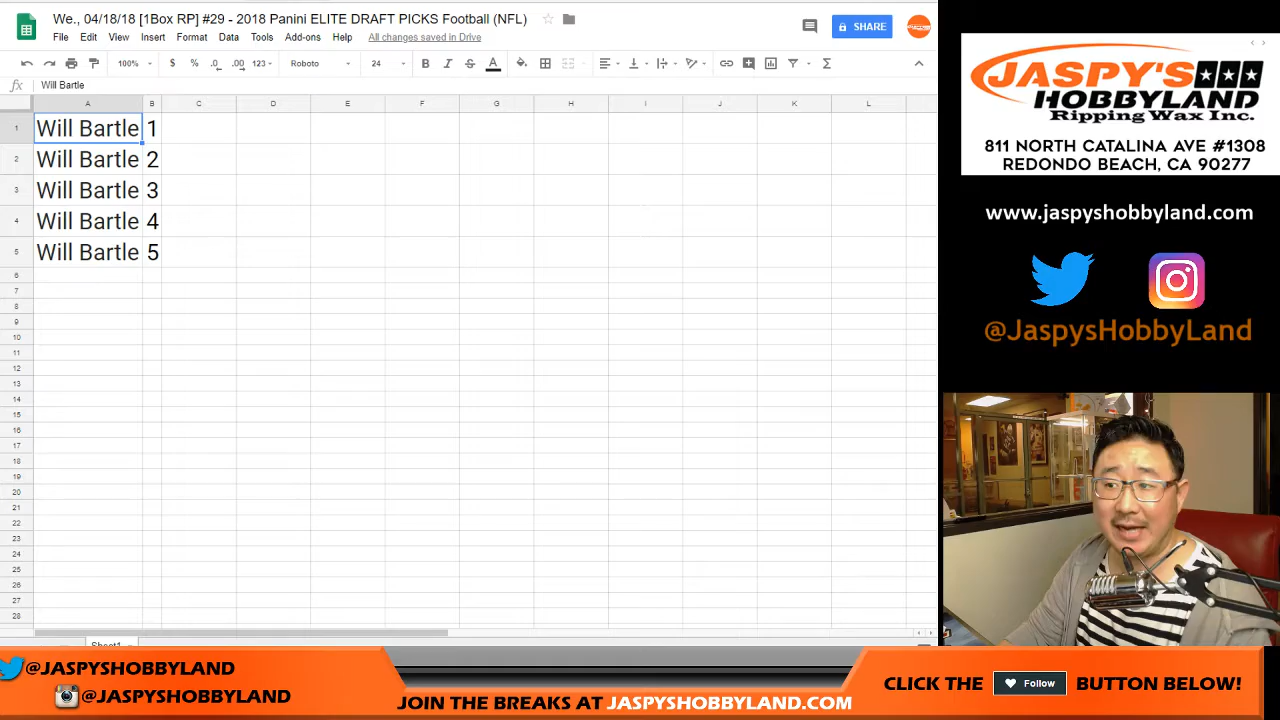 We., 04/18/18 [1Box RP] #29 - 2018 Panini ELITE DRAFT PICKS Football (NFL)
File Edit View Insert Format Data Tools Add-ons Help All changes saved in Drive
SHARE
100% $ % .0 .00 123 Roboto 24 B I S A
fx Will Bartle
A B C D E F G H I J K L
1 Will Bartle 1
2 Will Bartle 2
3 Will Bartle 3
4 Will Bartle 4
5 Will Bartle 5
6
7
8
9
10
11
12
13
14
15
16
17
18
19
20
21
22
23
24
25
26
27
28
Sheet1
JASPY'S
HOBBYLAND
Ripping Wax Inc.
811 NORTH CATALINA AVE #1308
REDONDO BEACH, CA 90277
www.jaspyshobbyland.com
@JaspysHobbyLand
@JASPYSHOBBYLAND
@JASPYSHOBBYLAND
JOIN THE BREAKS AT JASPYSHOBBYLAND.COM
CLICK THE Follow BUTTON BELOW!